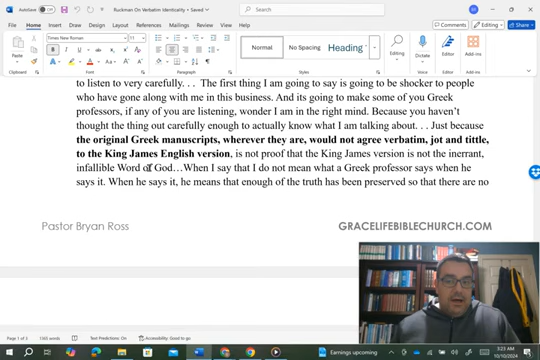 AutoSave Off
Ruckman On Verbatim Identicality • Saved
Search
File Home Insert Draw Design Layout References Mailings Review View Help
Comments Editing Share
Times New Roman 11
Paste
Normal No Spacing Heading
Editing Dictate Editor Add-ins
Clipboard Font Paragraph Styles Voice Editor Add-ins
to listen to very carefully. . . The first thing I am going to say is going to be shocker to people
who have gone along with me in this business. And its going to make some of you Greek
professors, if any of you are listening, wonder I am in the right mind. Because you haven't
thought the thing out carefully enough to actually know what I am talking about. . . Just because
the original Greek manuscripts, wherever they are, would not agree verbatim, jot and tittle,
to the King James English version, is not proof that the King James version is not the inerrant,
infallible Word of God…When I say that I do not mean what a Greek professor says when he
says it. When he says it, he means that enough of the truth has been preserved so that there are no
Pastor Bryan Ross
GRACELIFEBIBLECHURCH.COM
Page 1 of 2 1165 words Text Predictions: On Accessibility: Good to go
Earnings upcoming
3:23 AM
10/10/2024